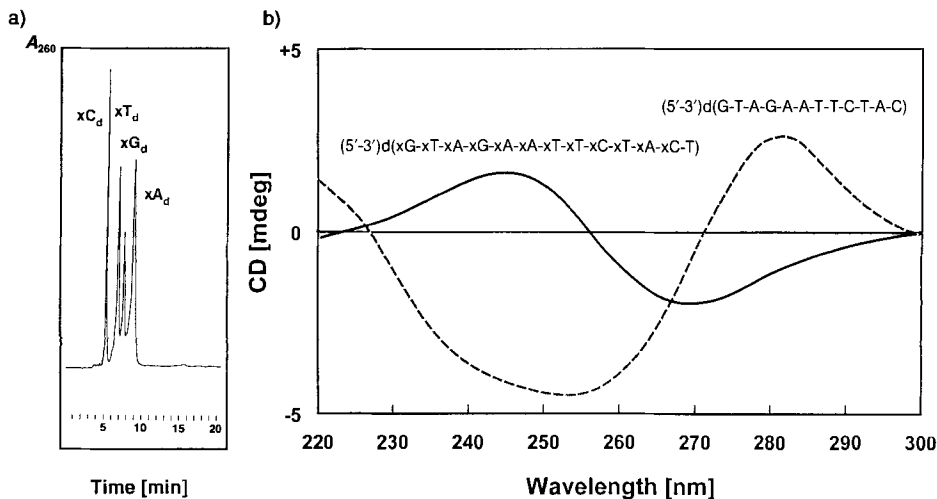 a)
A260
xCd
xTd
xGd
xAd
5 10 15 20
Time [min]
b)
+5
0
-5
CD [mdeg]
(5'-3')d(G-T-A-G-A-A-T-T-C-T-A-C)
(5'-3')d(xG-xT-xA-xG-xA-xA-xT-xT-xC-xT-xA-xC-T)
220 230 240 250 260 270 280 290 300
Wavelength [nm]